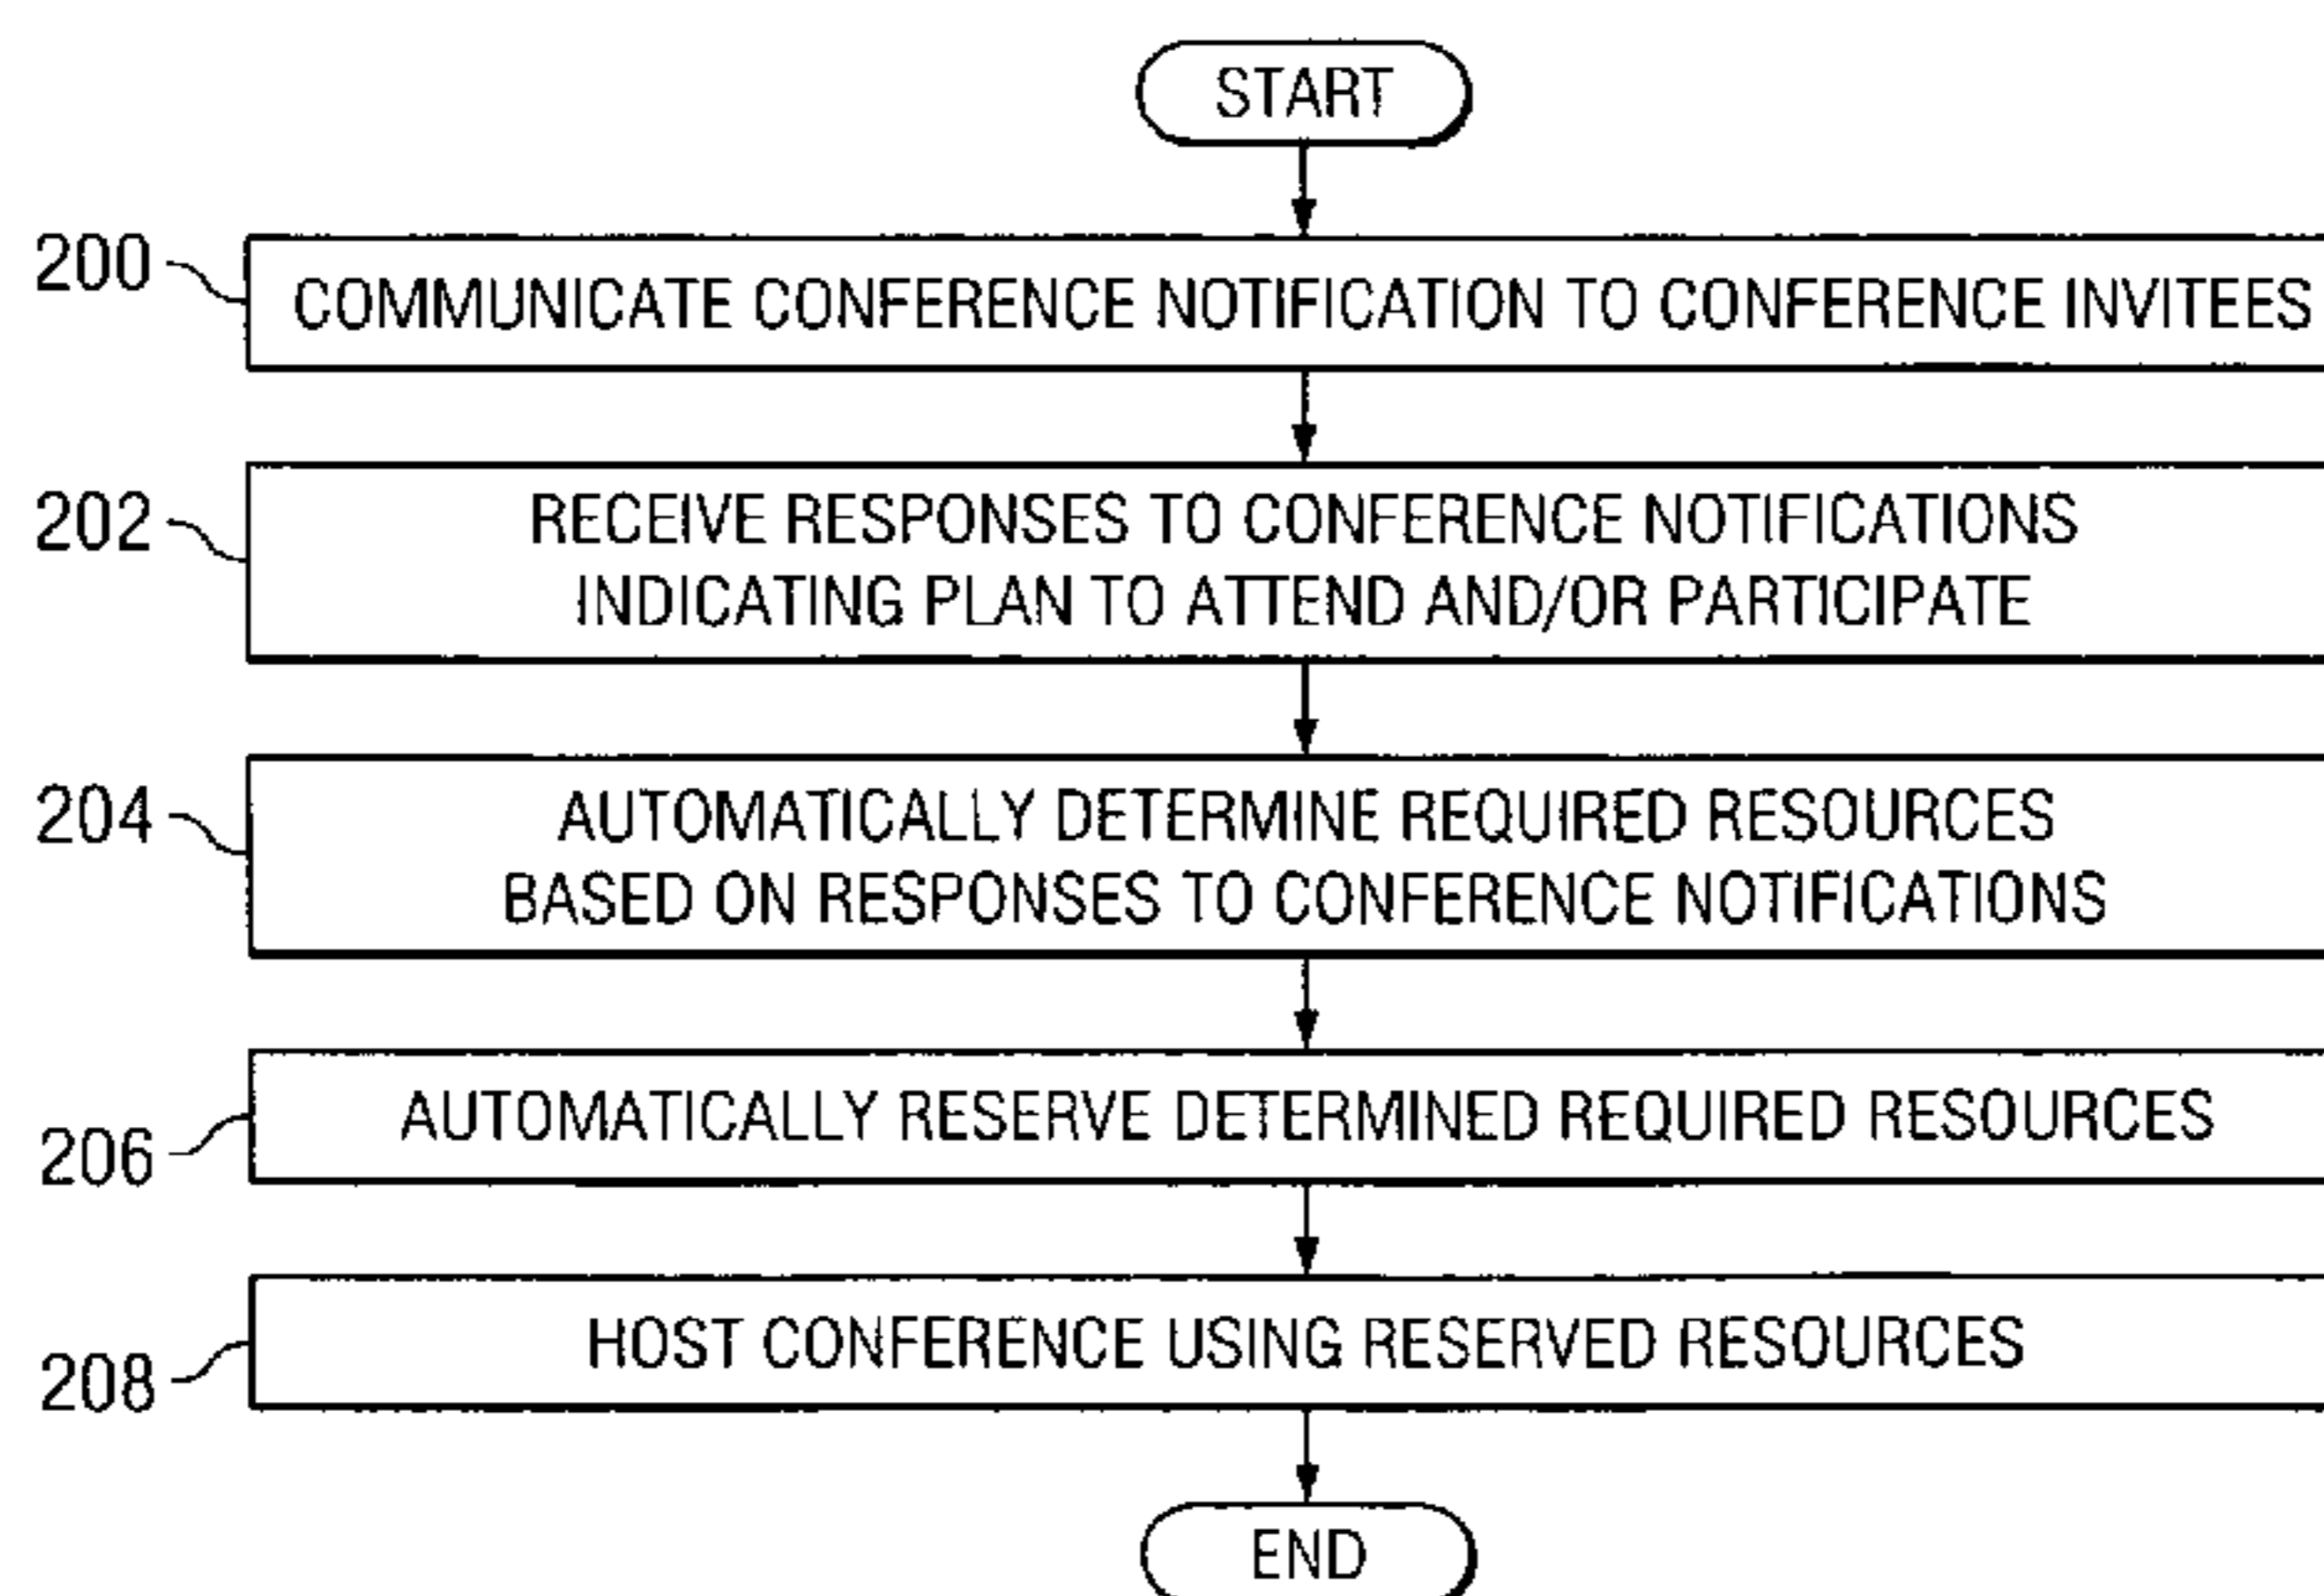 START
200
COMMUNICATE CONFERENCE NOTIFICATION TO CONFERENCE INVITEES
202
RECEIVE RESPONSES TO CONFERENCE NOTIFICATIONS
INDICATING PLAN TO ATTEND AND/OR PARTICIPATE
204
AUTOMATICALLY DETERMINE REQUIRED RESOURCES
BASED ON RESPONSES TO CONFERENCE NOTIFICATIONS
206
AUTOMATICALLY RESERVE DETERMINED REQUIRED RESOURCES
208
HOST CONFERENCE USING RESERVED RESOURCES
END